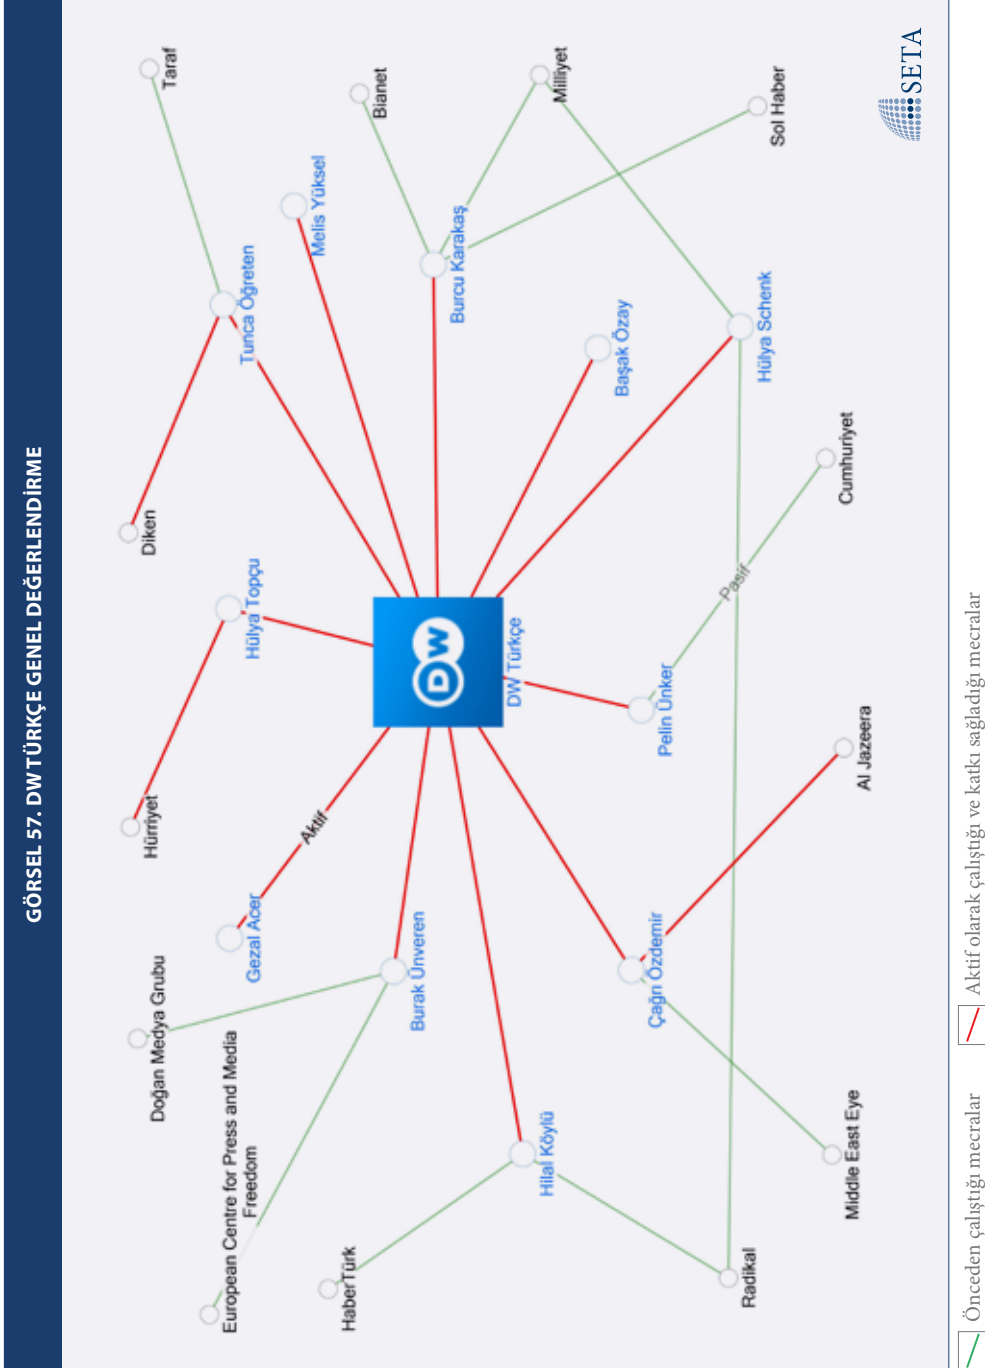 GÖRSEL 57. DW TÜRKÇE GENEL DEĞERLENDİRME
Taraf
Bianet
Milliyet
Sol Haber
Melis Yüksel
Tunca Öğreten
Burcu Karakaş
Başak Özay
Hülya Schenk
Cumhuriyet
Diken
Hülya Topçu
DW
DW Türkçe
Pasif
Pelin Ünker
Al Jazeera
Hürriyet
Aktif
Gezal Acer
Burak Ünveren
Çağrı Özdemir
Doğan Medya Grubu
European Centre for Press and Media
Freedom
Hilal Köylü
Middle East Eye
HaberTürk
Radikal
SETA
Önceden çalıştığı mecralar
Aktif olarak çalıştığı ve katkı sağladığı mecralar